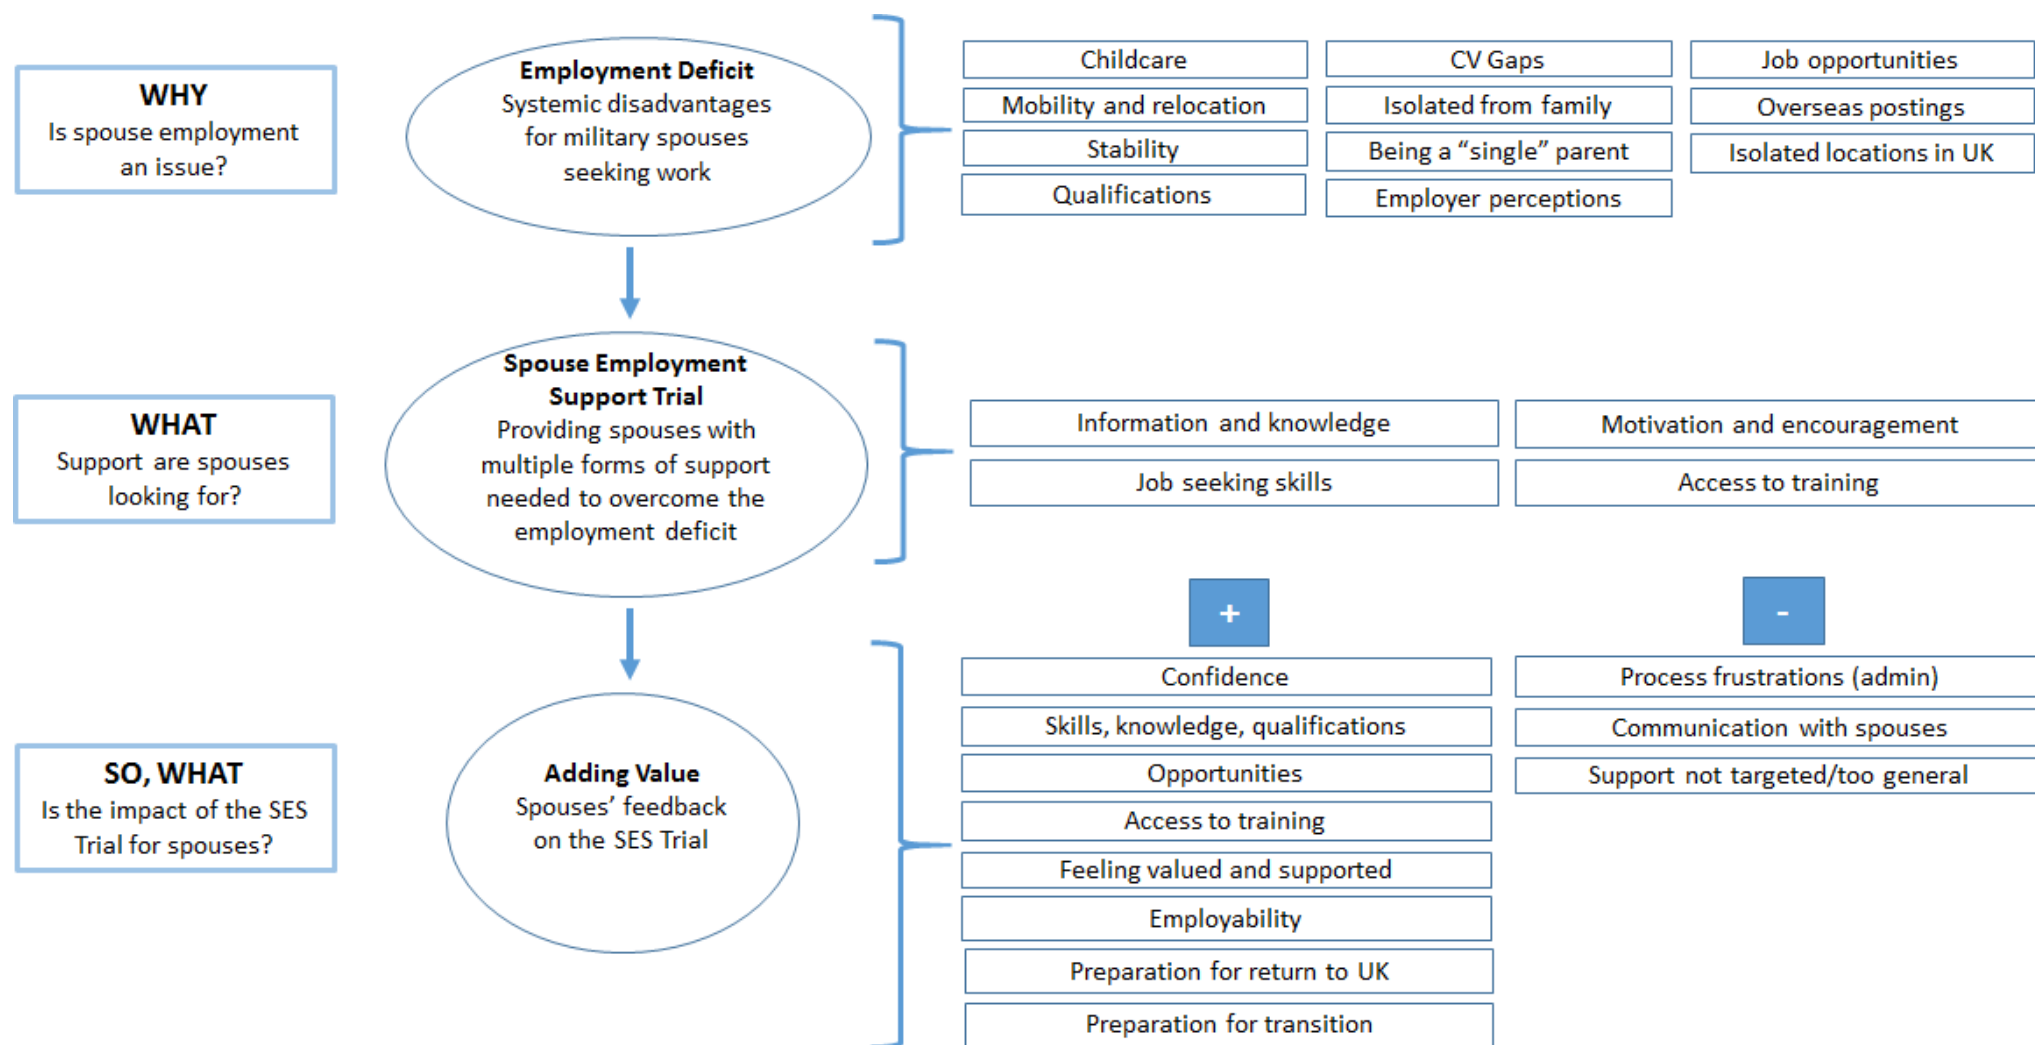 WHY
Is spouse employment
an issue?
Employment Deficit
Systemic disadvantages
for military spouses
seeking work
Childcare
Mobility and relocation
Stability
Qualifications
CV Gaps
Isolated from family
Being a “single” parent
Employer perceptions
Job opportunities
Overseas postings
Isolated locations in UK
WHAT
Support are spouses
looking for?
Spouse Employment
Support Trial
Providing spouses with
multiple forms of support
needed to overcome the
employment deficit
Information and knowledge
Job seeking skills
Motivation and encouragement
Access to training
SO, WHAT
Is the impact of the SES
Trial for spouses?
Adding Value
Spouses’ feedback
on the SES Trial
+
Confidence
Skills, knowledge, qualifications
Opportunities
Access to training
Feeling valued and supported
Employability
Preparation for return to UK
Preparation for transition
-
Process frustrations (admin)
Communication with spouses
Support not targeted/too general